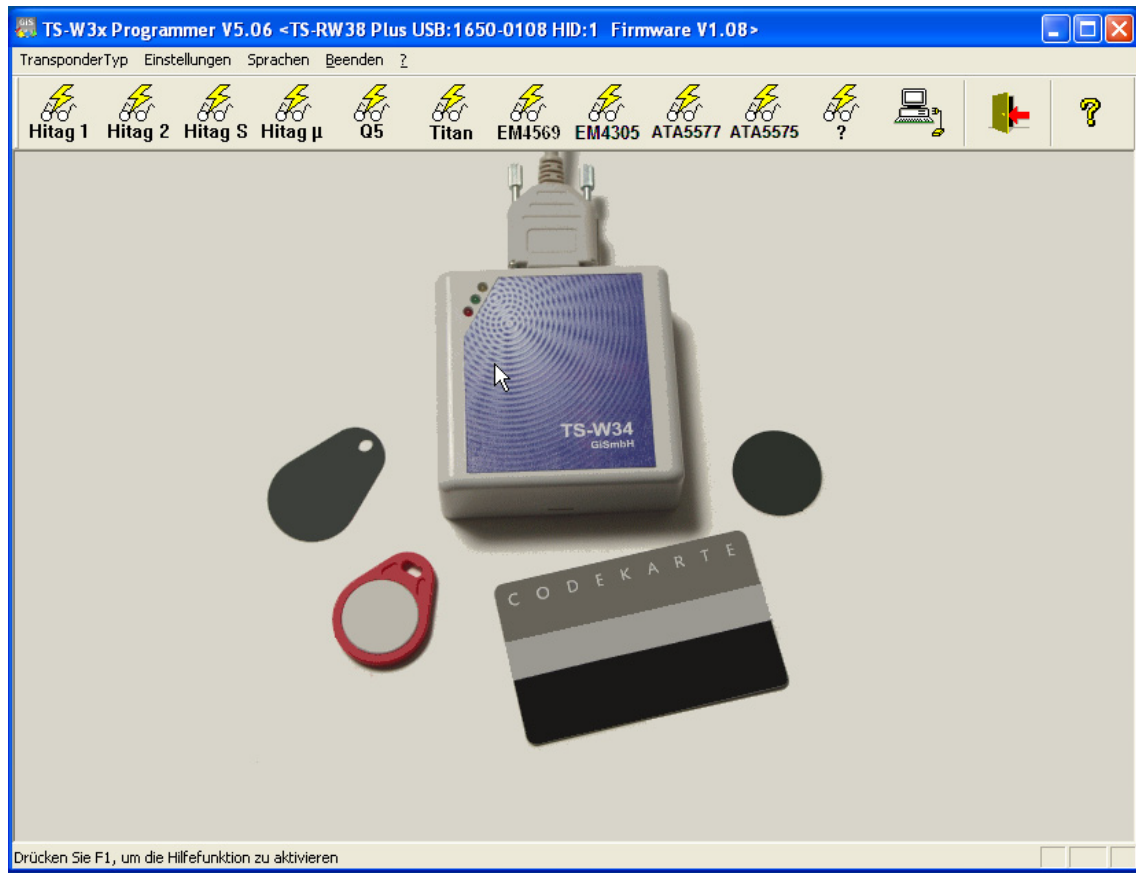 TS-W3x Programmer V5.06 <TS-RW38 Plus USB:1650-0108 HID:1 Firmware V1.08>
TransponderTyp Einstellungen Sprachen Beenden ?
Hitag 1 Hitag 2 Hitag S Hitag µ Q5 Titan EM4569 EM4305 ATA5577 ATA5575 ?
TS-W34
GiSmbH
CODEKARTE
Drücken Sie F1, um die Hilfefunktion zu aktivieren